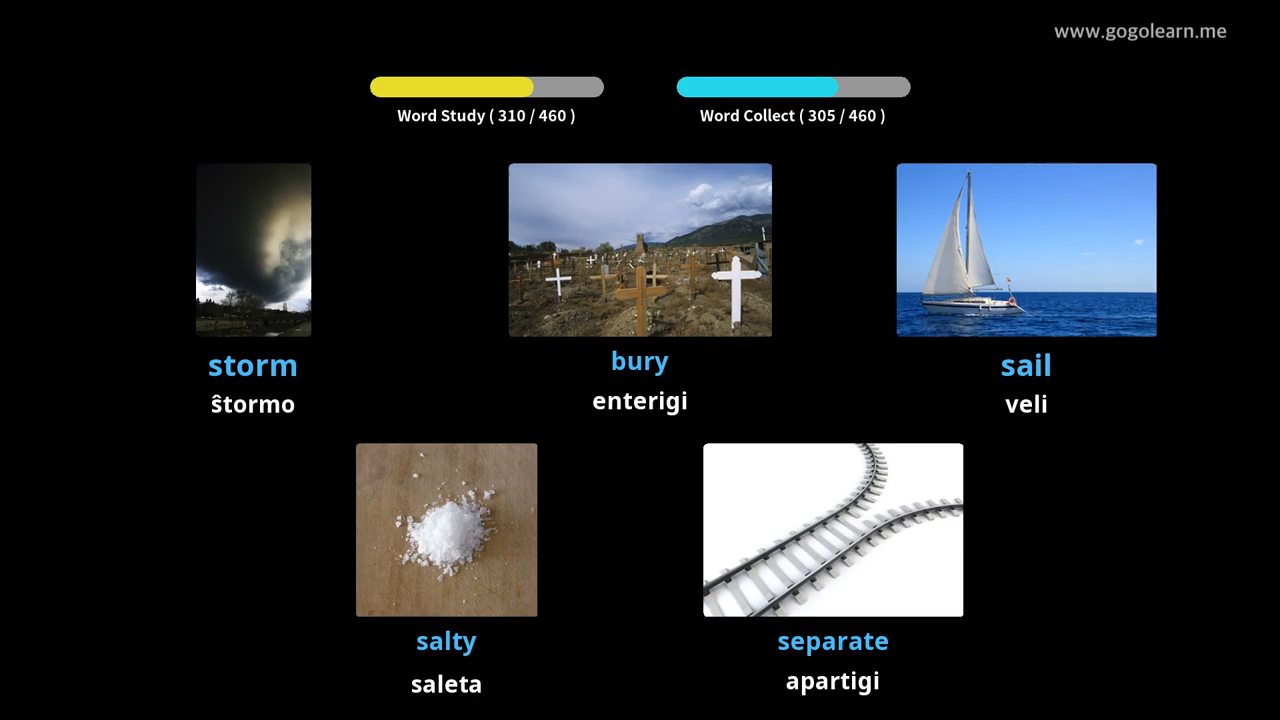 www.gogolearn.me
Word Study ( 310 / 460 )
Word Collect ( 305 / 460 )
storm
bury
sail
ŝtormo
enterigi
veli
salty
separate
saleta
apartigi